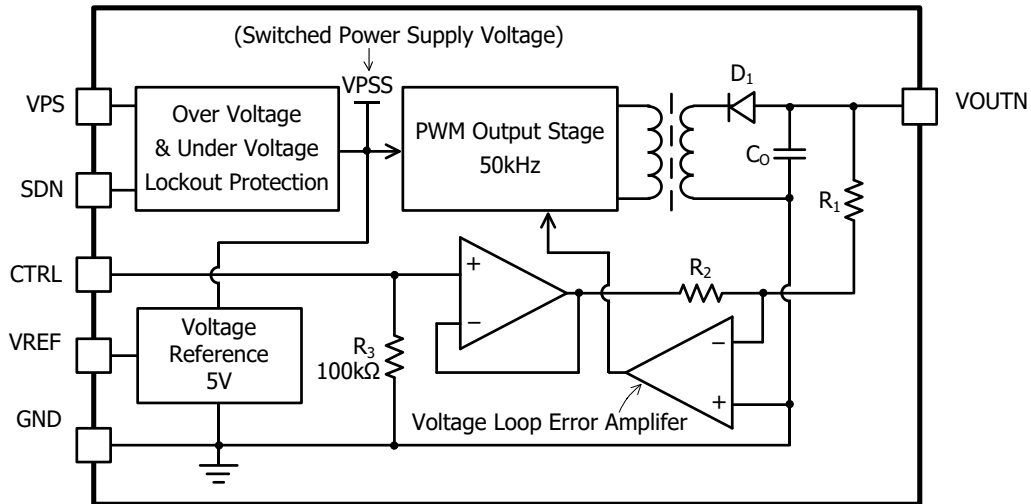 (Switched Power Supply Voltage)
VPSS
VPS
SDN
CTRL
VREF
GND
Over Voltage
& Under Voltage
Lockout Protection
PWM Output Stage
50kHz
D1
CO
R1
VOUTN
R2
R3
100kΩ
Voltage
Reference
5V
+
−
−
+
Voltage Loop Error Amplifer